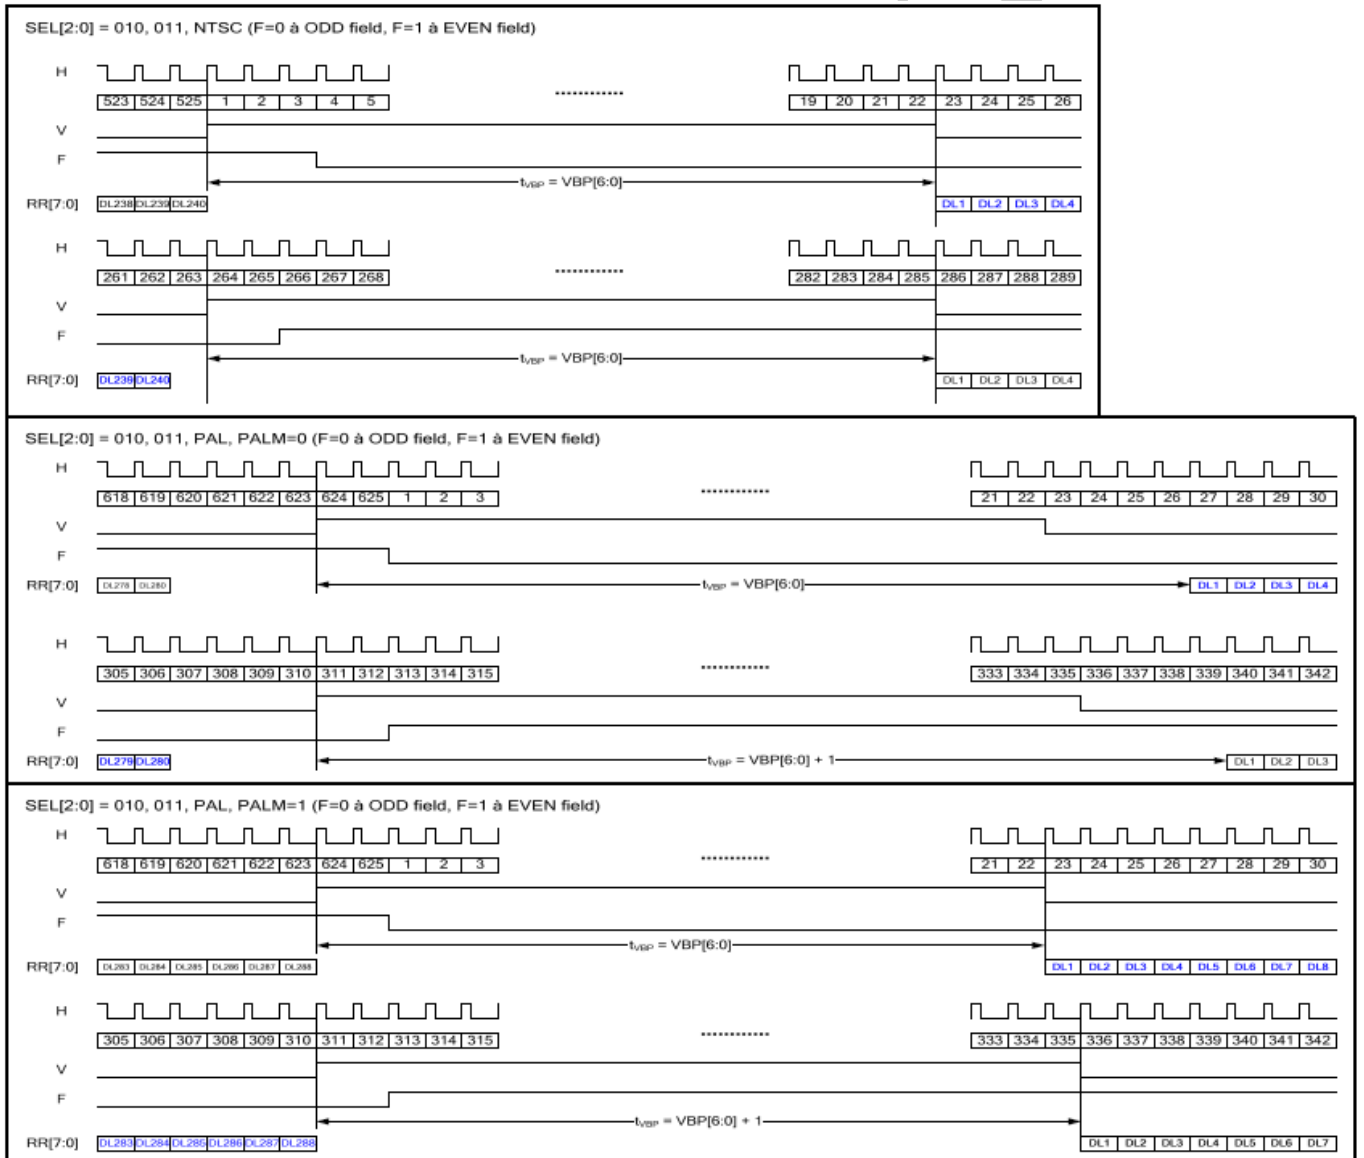 SEL[2:0] = 010, 011, NTSC (F=0 à ODD field, F=1 à EVEN field)
H
523 524 525 1 2 3 4 5 ............ 19 20 21 22 23 24 25 26
V
F
tVBP = VBP[6:0]
RR[7:0] DL238 DL239 DL240 DL1 DL2 DL3 DL4
H
261 262 263 264 265 266 267 268 ............ 282 283 284 285 286 287 288 289
V
F
tVBP = VBP[6:0]
RR[7:0] DL239 DL240 DL1 DL2 DL3 DL4
SEL[2:0] = 010, 011, PAL, PALM=0 (F=0 à ODD field, F=1 à EVEN field)
H
618 619 620 621 622 623 624 625 1 2 3 ............ 21 22 23 24 25 26 27 28 29 30
V
F
RR[7:0] DL278 DL280 tVBP = VBP[6:0] DL1 DL2 DL3 DL4
H
305 306 307 308 309 310 311 312 313 314 315 ............ 333 334 335 336 337 338 339 340 341 342
V
F
RR[7:0] DL279 DL280 tVBP = VBP[6:0] + 1 DL1 DL2 DL3
SEL[2:0] = 010, 011, PAL, PALM=1 (F=0 à ODD field, F=1 à EVEN field)
H
618 619 620 621 622 623 624 625 1 2 3 ............ 21 22 23 24 25 26 27 28 29 30
V
F
tVBP = VBP[6:0]
RR[7:0] DL283 DL284 DL285 DL286 DL287 DL288 DL1 DL2 DL3 DL4 DL5 DL6 DL7 DL8
H
305 306 307 308 309 310 311 312 313 314 315 ............ 333 334 335 336 337 338 339 340 341 342
V
F
tVBP = VBP[6:0] + 1
RR[7:0] DL283 DL284 DL285 DL286 DL287 DL288 DL1 DL2 DL3 DL4 DL5 DL6 DL7